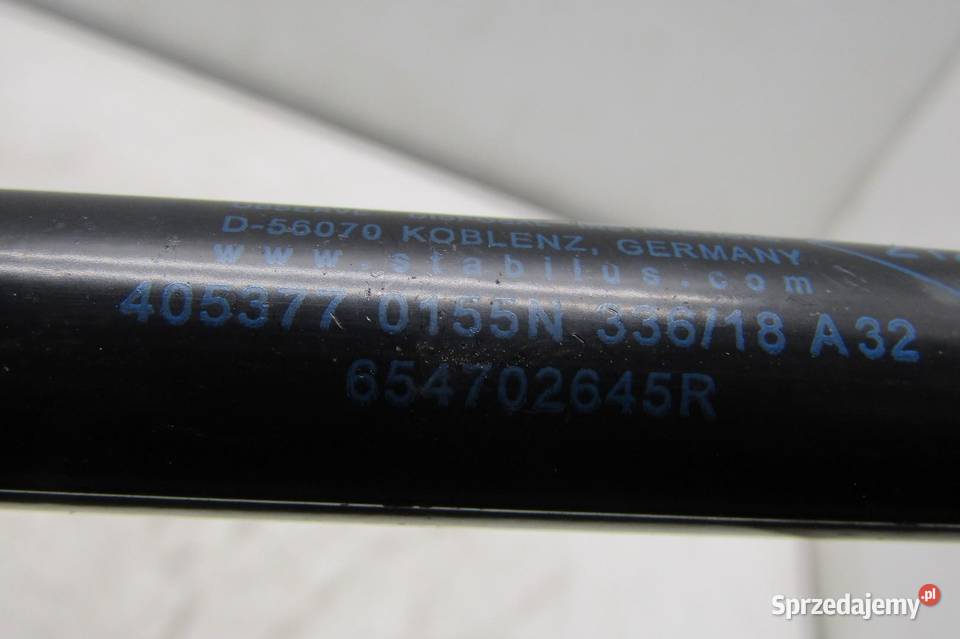 D-56070 KOBLENZ, GERMANY
www.stabilus.com
405377 0155N 336/18 A32
654702645R
Sprzedajemy.pl